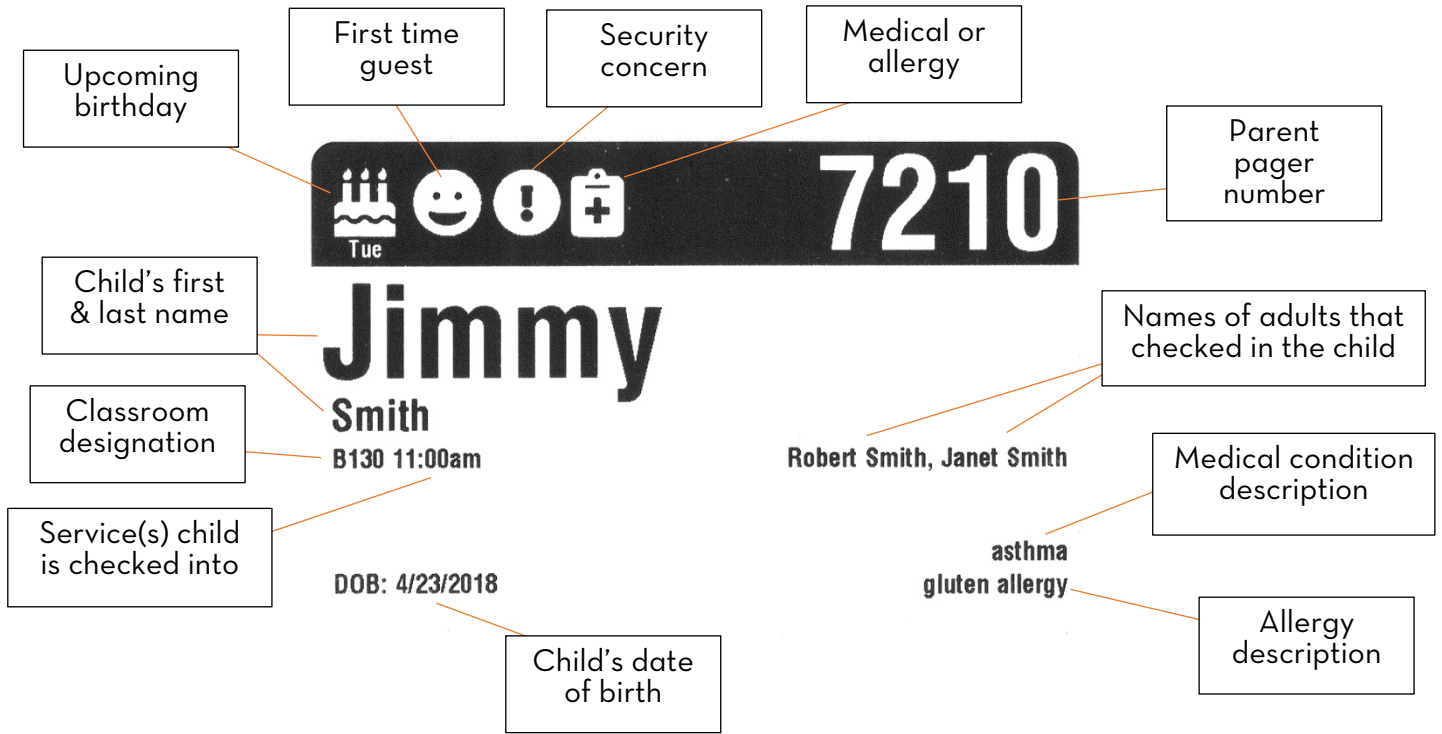 First time
guest
Security
concern
Medical or
allergy
Upcoming
birthday
Parent
pager
number
7210
Tue
Child's first
& last name
Jimmy
Names of adults that
checked in the child
Smith
Classroom
designation
B130 11:00am
Robert Smith, Janet Smith
Medical condition
description
Service(s) child
is checked into
asthma
DOB: 4/23/2018
gluten allergy
Allergy
description
Child's date
of birth